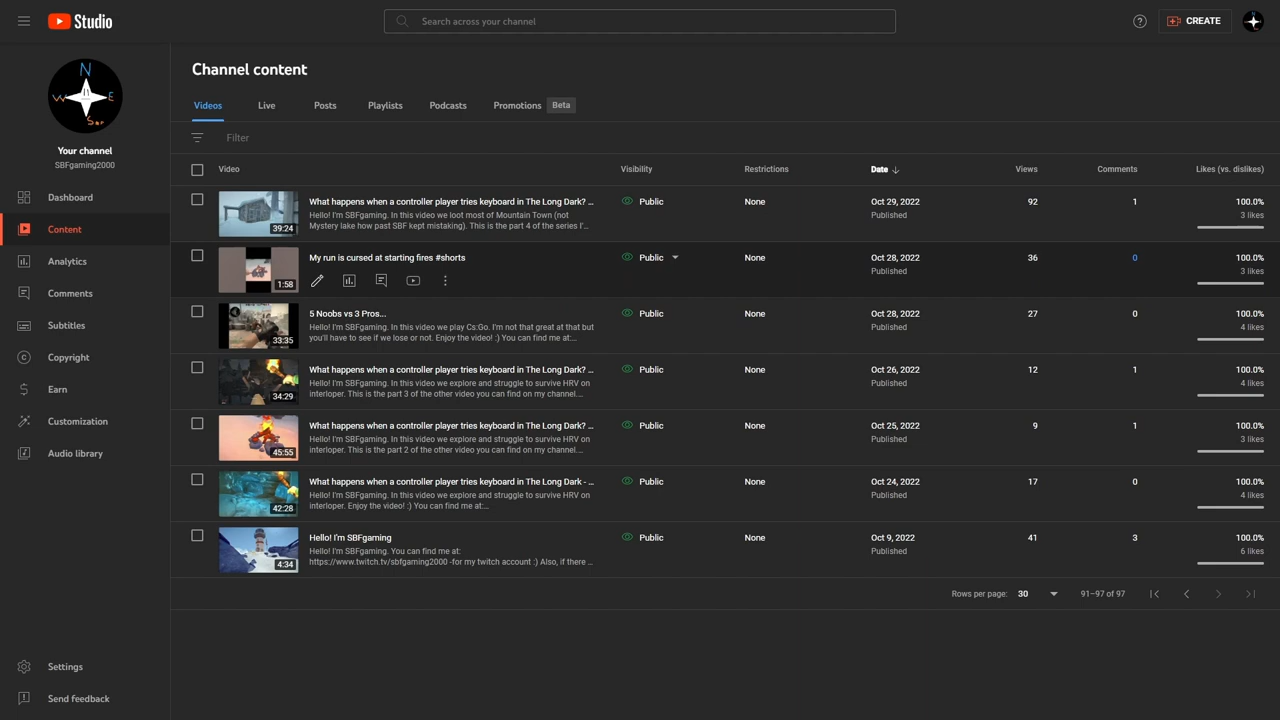 Studio
Search across your channel
CREATE
N
W E
SBF
Your channel
SBFgaming2000
Dashboard
Content
Analytics
Comments
Subtitles
Copyright
Earn
Customization
Audio library
Settings
Send feedback
Channel content
Videos Live Posts Playlists Podcasts Promotions Beta
Filter
Video Visibility Restrictions Date Views Comments Likes (vs. dislikes)
What happens when a controller player tries keyboard in The Long Dark? ... Public None Oct 29, 2022 92 1 100.0%
Hello! I'm SBFgaming. In this video we loot most of Mountain Town (not Published 3 likes
Mystery lake how past SBF kept mistaking). This is the part 4 of the series I'...
39:24
My run is cursed at starting fires #shorts Public None Oct 28, 2022 36 0 100.0%
Published 3 likes
1:58
5 Noobs vs 3 Pros... Public None Oct 28, 2022 27 0 100.0%
Hello! I'm SBFgaming. In this video we play Cs:Go. I'm not that great at that but Published 4 likes
you'll have to see if we lose or not. Enjoy the video! :) You can find me at:...
33:35
What happens when a controller player tries keyboard in The Long Dark? ... Public None Oct 26, 2022 12 1 100.0%
Hello! I'm SBFgaming. In this video we explore and struggle to survive HRV on Published 4 likes
interloper. This is the part 3 of the other video you can find on my channel....
34:29
What happens when a controller player tries keyboard in The Long Dark? ... Public None Oct 25, 2022 9 1 100.0%
Hello! I'm SBFgaming. In this video we explore and struggle to survive HRV on Published 3 likes
interloper. This is the part 2 of the other video you can find on my channel....
45:55
What happens when a controller player tries keyboard in The Long Dark - ... Public None Oct 24, 2022 17 0 100.0%
Hello! I'm SBFgaming. In this video we explore and struggle to survive HRV on Published 4 likes
interloper. Enjoy the video! :) You can find me at:...
42:28
Hello! I'm SBFgaming Public None Oct 9, 2022 41 3 100.0%
Hello! I'm SBFgaming. You can find me at: Published 6 likes
https://www.twitch.tv/sbfgaming2000 -for my twitch account :) Also, if there ...
4:34
Rows per page: 30 91–97 of 97